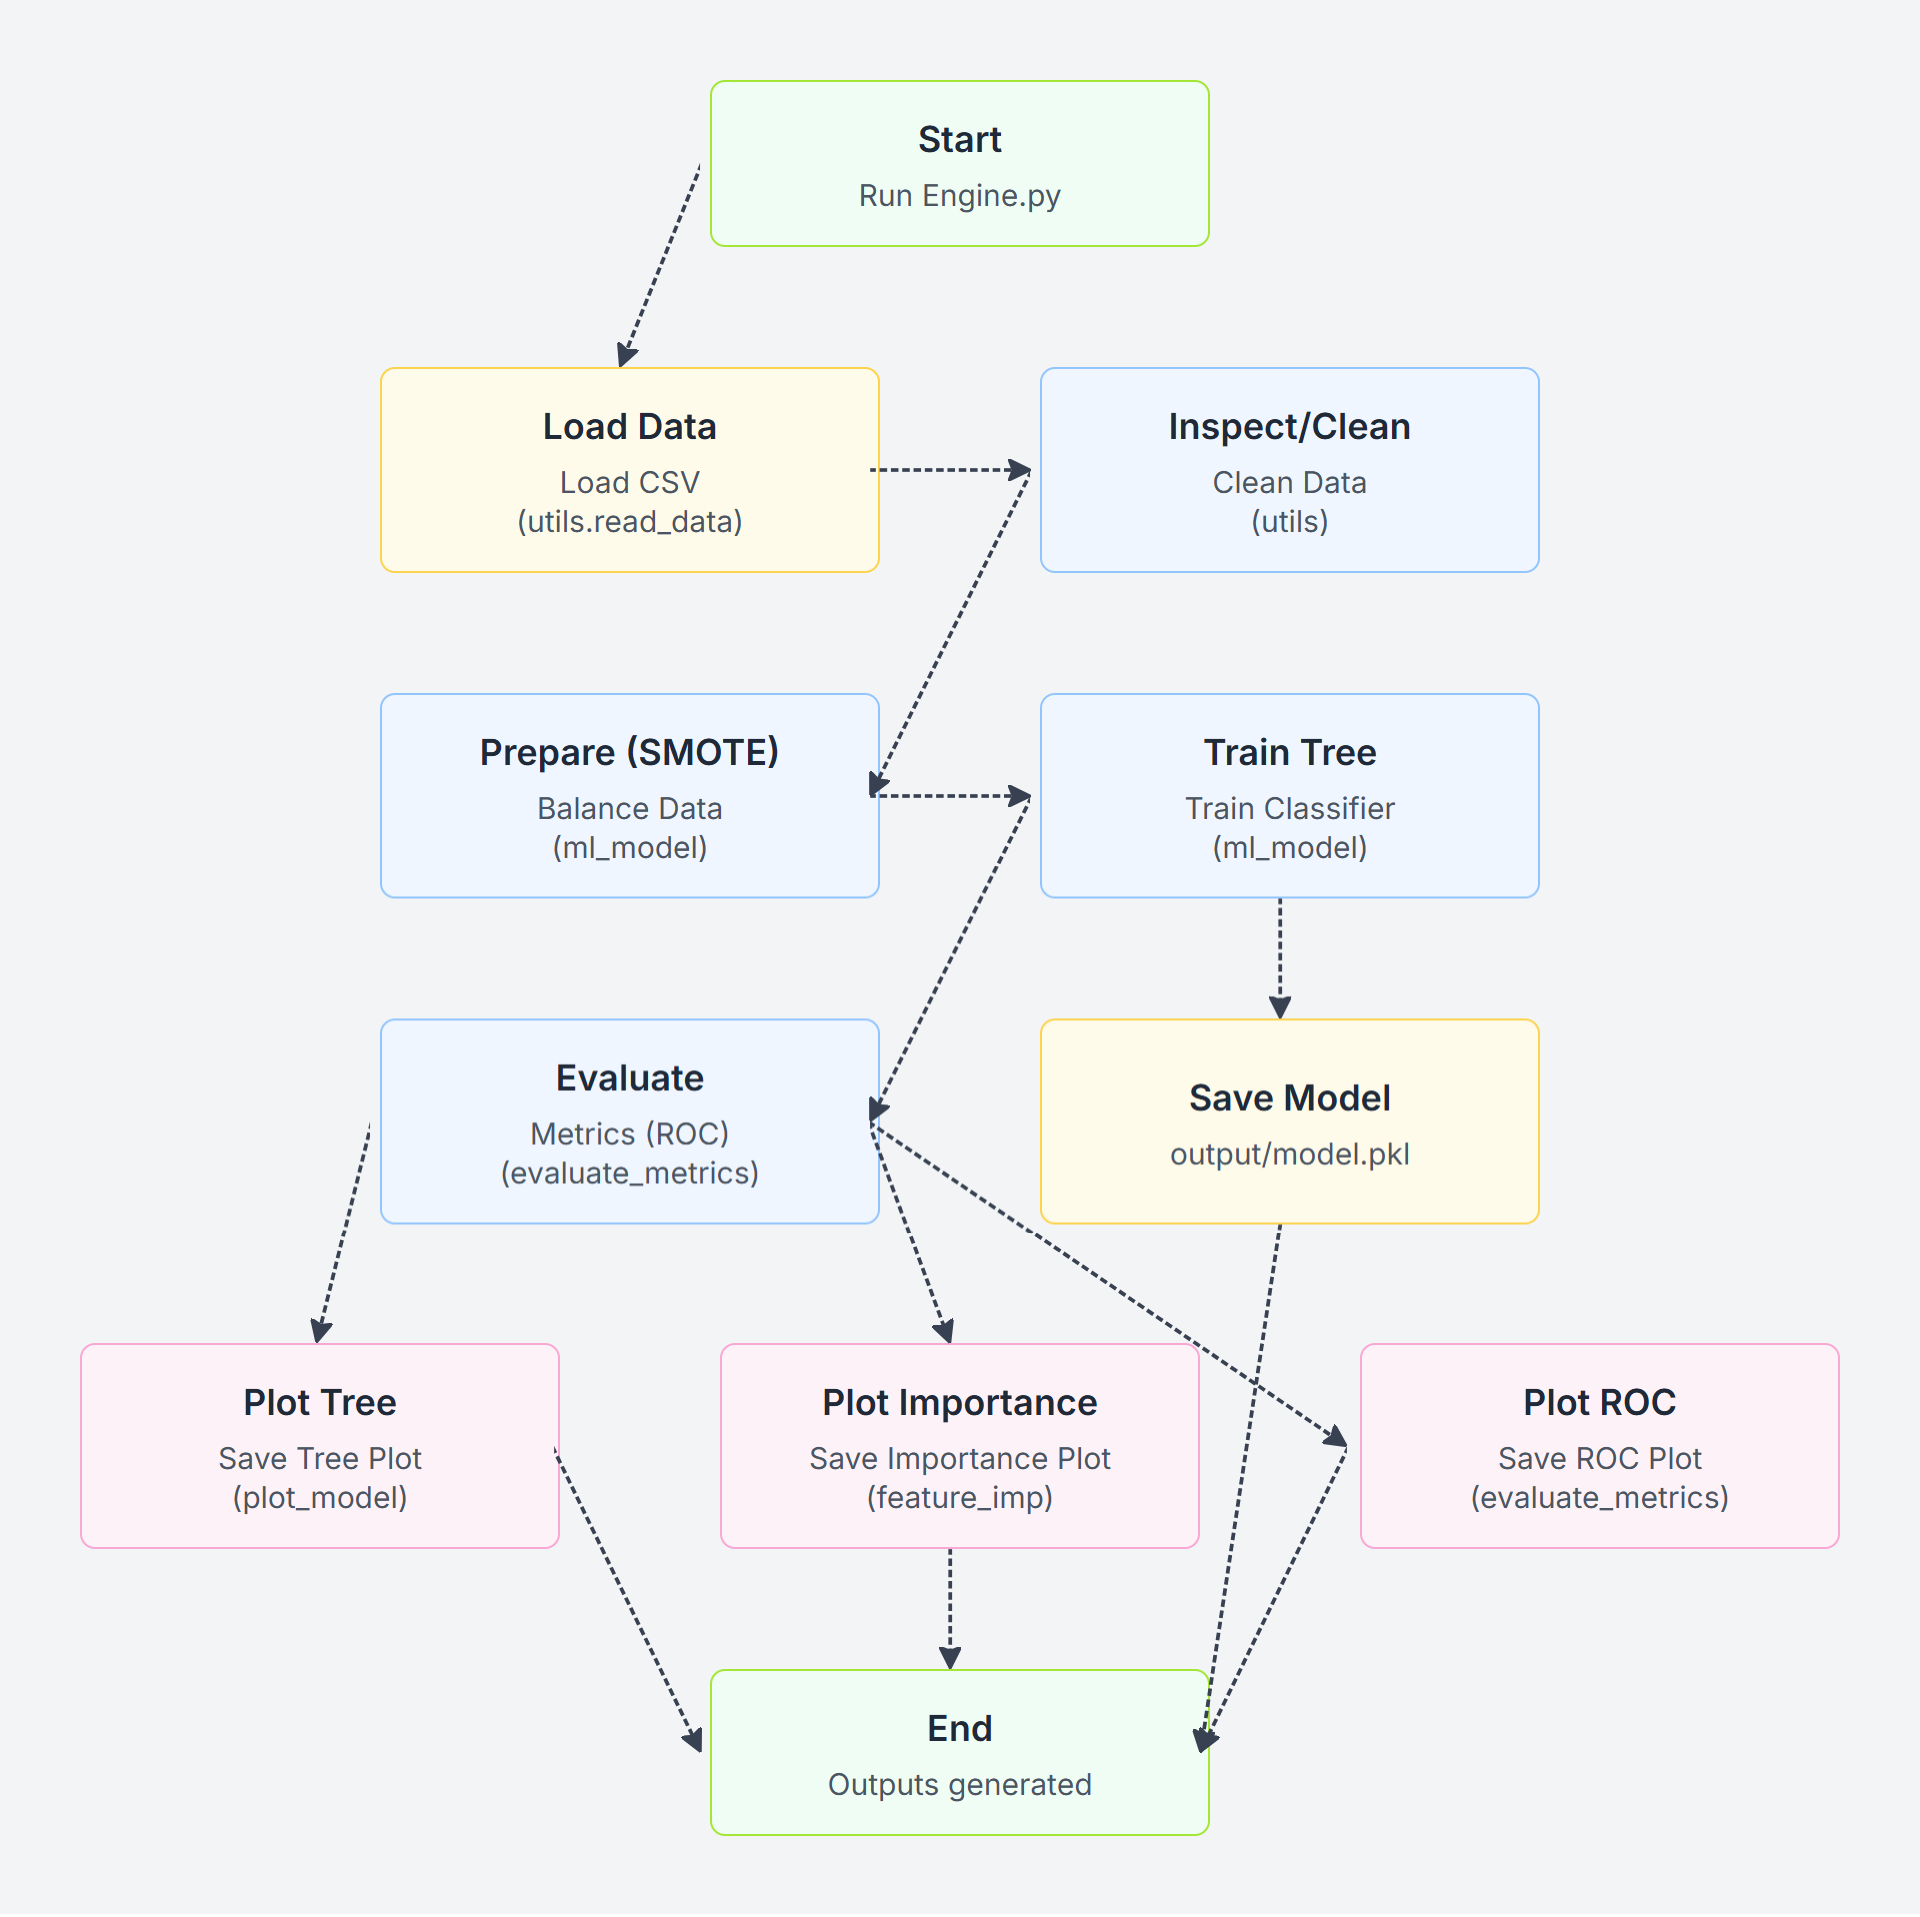 Start
Run Engine.py
Load Data
Load CSV
(utils.read_data)
Inspect/Clean
Clean Data
(utils)
Prepare (SMOTE)
Balance Data
(ml_model)
Train Tree
Train Classifier
(ml_model)
Evaluate
Metrics (ROC)
(evaluate_metrics)
Save Model
output/model.pkl
Plot Tree
Save Tree Plot
(plot_model)
Plot Importance
Save Importance Plot
(feature_imp)
Plot ROC
Save ROC Plot
(evaluate_metrics)
End
Outputs generated